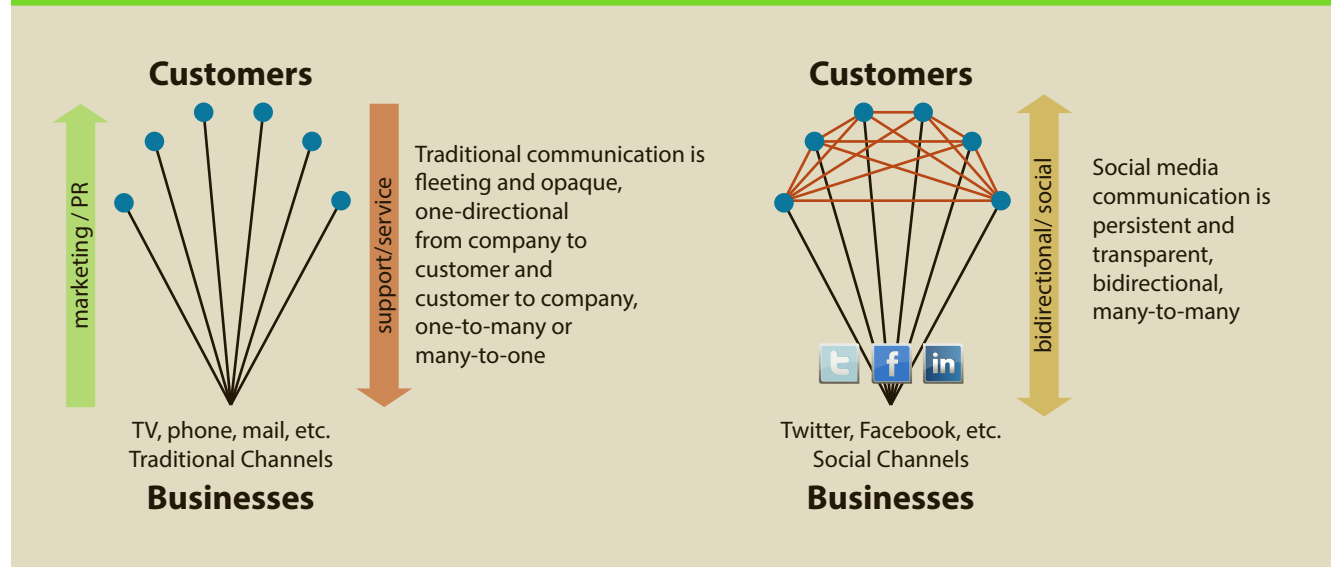 Customers
marketing / PR
support/service
Traditional communication is
fleeting and opaque,
one-directional
from company to
customer and
customer to company,
one-to-many or
many-to-one
TV, phone, mail, etc.
Traditional Channels
Businesses
Customers
bidirectional/ social
Social media
communication is
persistent and
transparent,
bidirectional,
many-to-many
t f in
Twitter, Facebook, etc.
Social Channels
Businesses